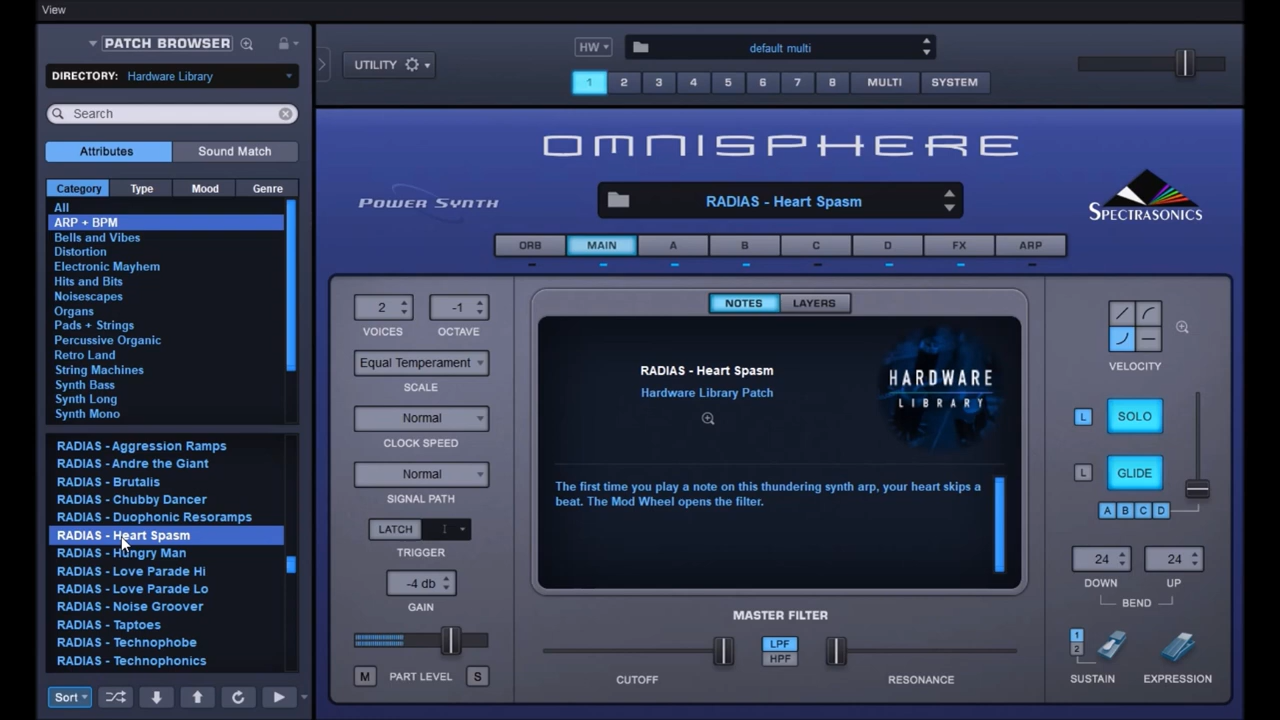 View
PATCH BROWSER
DIRECTORY: Hardware Library
Search
Attributes
Sound Match
Category
Type
Mood
Genre
All
ARP + BPM
Bells and Vibes
Distortion
Electronic Mayhem
Hits and Bits
Noisescapes
Organs
Pads + Strings
Percussive Organic
Retro Land
String Machines
Synth Bass
Synth Long
Synth Mono
RADIAS - Aggression Ramps
RADIAS - Andre the Giant
RADIAS - Brutalis
RADIAS - Chubby Dancer
RADIAS - Duophonic Resoramps
RADIAS - Heart Spasm
RADIAS - Hungry Man
RADIAS - Love Parade Hi
RADIAS - Love Parade Lo
RADIAS - Noise Groover
RADIAS - Taptoes
RADIAS - Technophobe
RADIAS - Technophonics
Sort
UTILITY
HW
default multi
1 2 3 4 5 6 7 8 MULTI SYSTEM
OMNISPHERE
POWER SYNTH
RADIAS - Heart Spasm
SPECTRASONICS
ORB MAIN A B C D FX ARP
2
VOICES
-1
OCTAVE
Equal Temperament
SCALE
Normal
CLOCK SPEED
Normal
SIGNAL PATH
LATCH
TRIGGER
-4 db
GAIN
M PART LEVEL S
NOTES
LAYERS
RADIAS - Heart Spasm
Hardware Library Patch
HARDWARE
LIBRARY
The first time you play a note on this thundering synth arp, your heart skips a
beat. The Mod Wheel opens the filter.
MASTER FILTER
CUTOFF
LPF
HPF
RESONANCE
VELOCITY
L SOLO
L GLIDE
A B C D
24
DOWN
24
UP
BEND
1
2
SUSTAIN
EXPRESSION